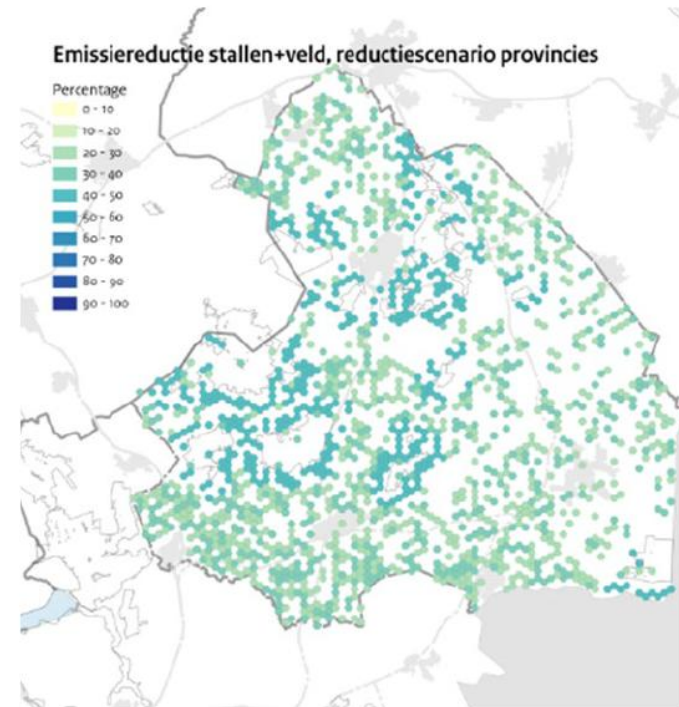 Emissiereductie stallen+veld, reductiescenario provincies
Percentage
0 - 10
10 - 20
20 - 30
30 - 40
40 - 50
50 - 60
60 - 70
70 - 80
80 - 90
90 - 100